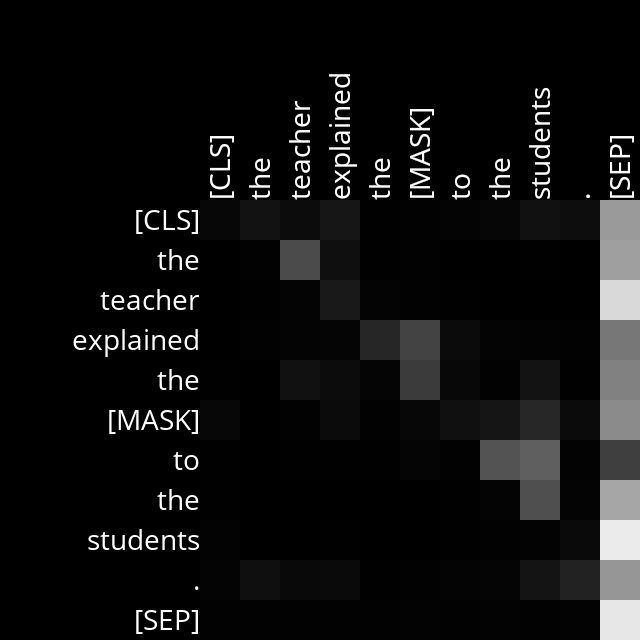 [CLS] the teacher explained the [MASK] to the students . [SEP]
[CLS]
the
teacher
explained
the
[MASK]
to
the
students
.
[SEP]